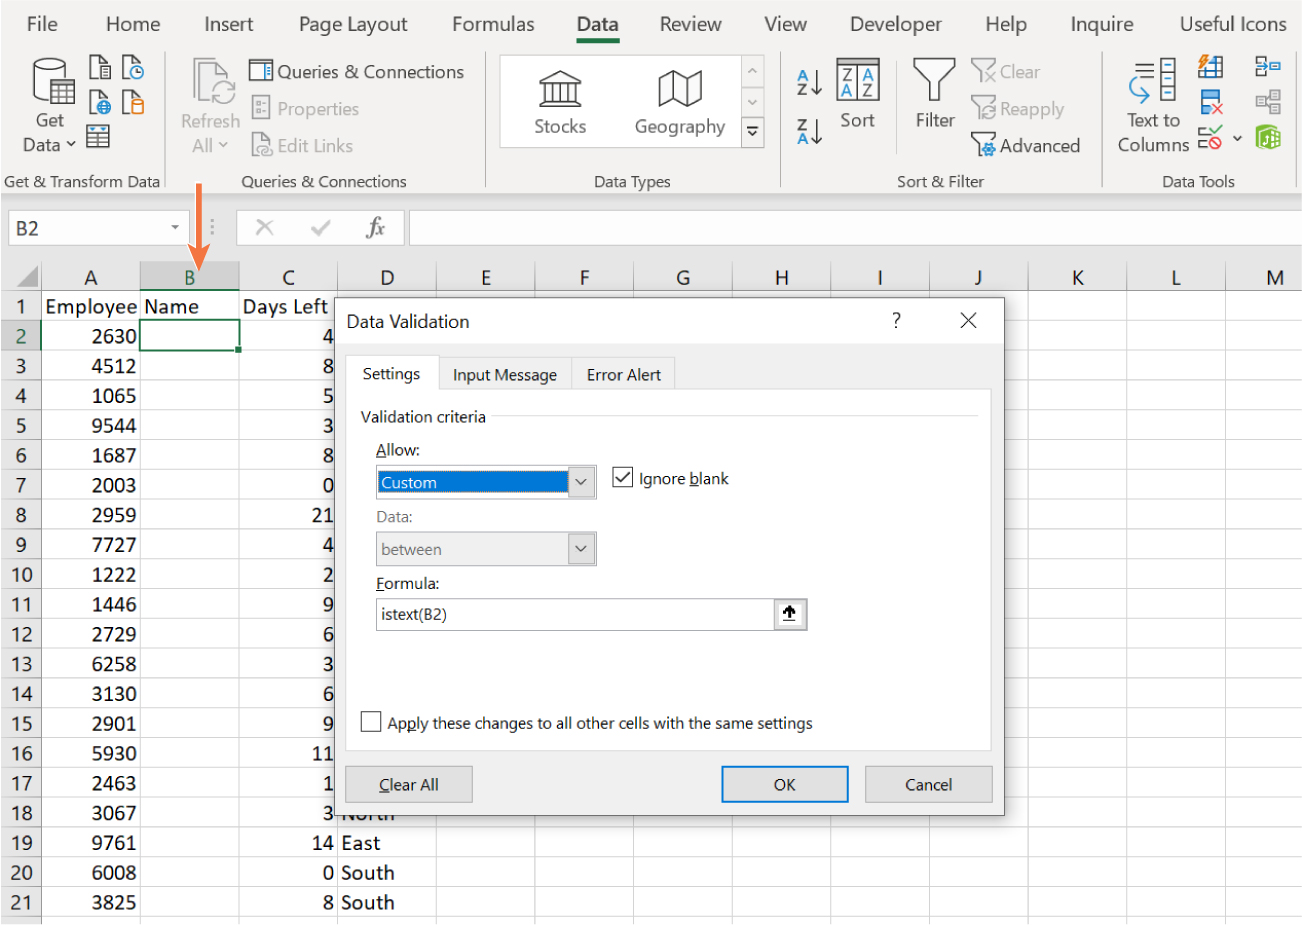 File Home Insert Page Layout Formulas Data Review View Developer Help Inquire Useful Icons
Get Data
Refresh All
Queries & Connections
Properties
Edit Links
Stocks
Geography
A Z
Z A
Z A A Z
Sort
Filter
Clear
Reapply
Advanced
Text to Columns
Get & Transform Data Queries & Connections Data Types Sort & Filter Data Tools
B2 fx
A B C D E F G H I J K L M
1 Employee Name Days Left
2 2630 4
3 4512 8
4 1065 5
5 9544 3
6 1687 8
7 2003 0
8 2959 21
9 7727 4
10 1222 2
11 1446 9
12 2729 6
13 6258 3
14 3130 6
15 2901 9
16 5930 11
17 2463 1
18 3067 3 North
19 9761 14 East
20 6008 0 South
21 3825 8 South
Data Validation ?
Settings Input Message Error Alert
Validation criteria
Allow:
Custom Ignore blank
Data:
between
Formula:
istext(B2)
Apply these changes to all other cells with the same settings
Clear All OK Cancel